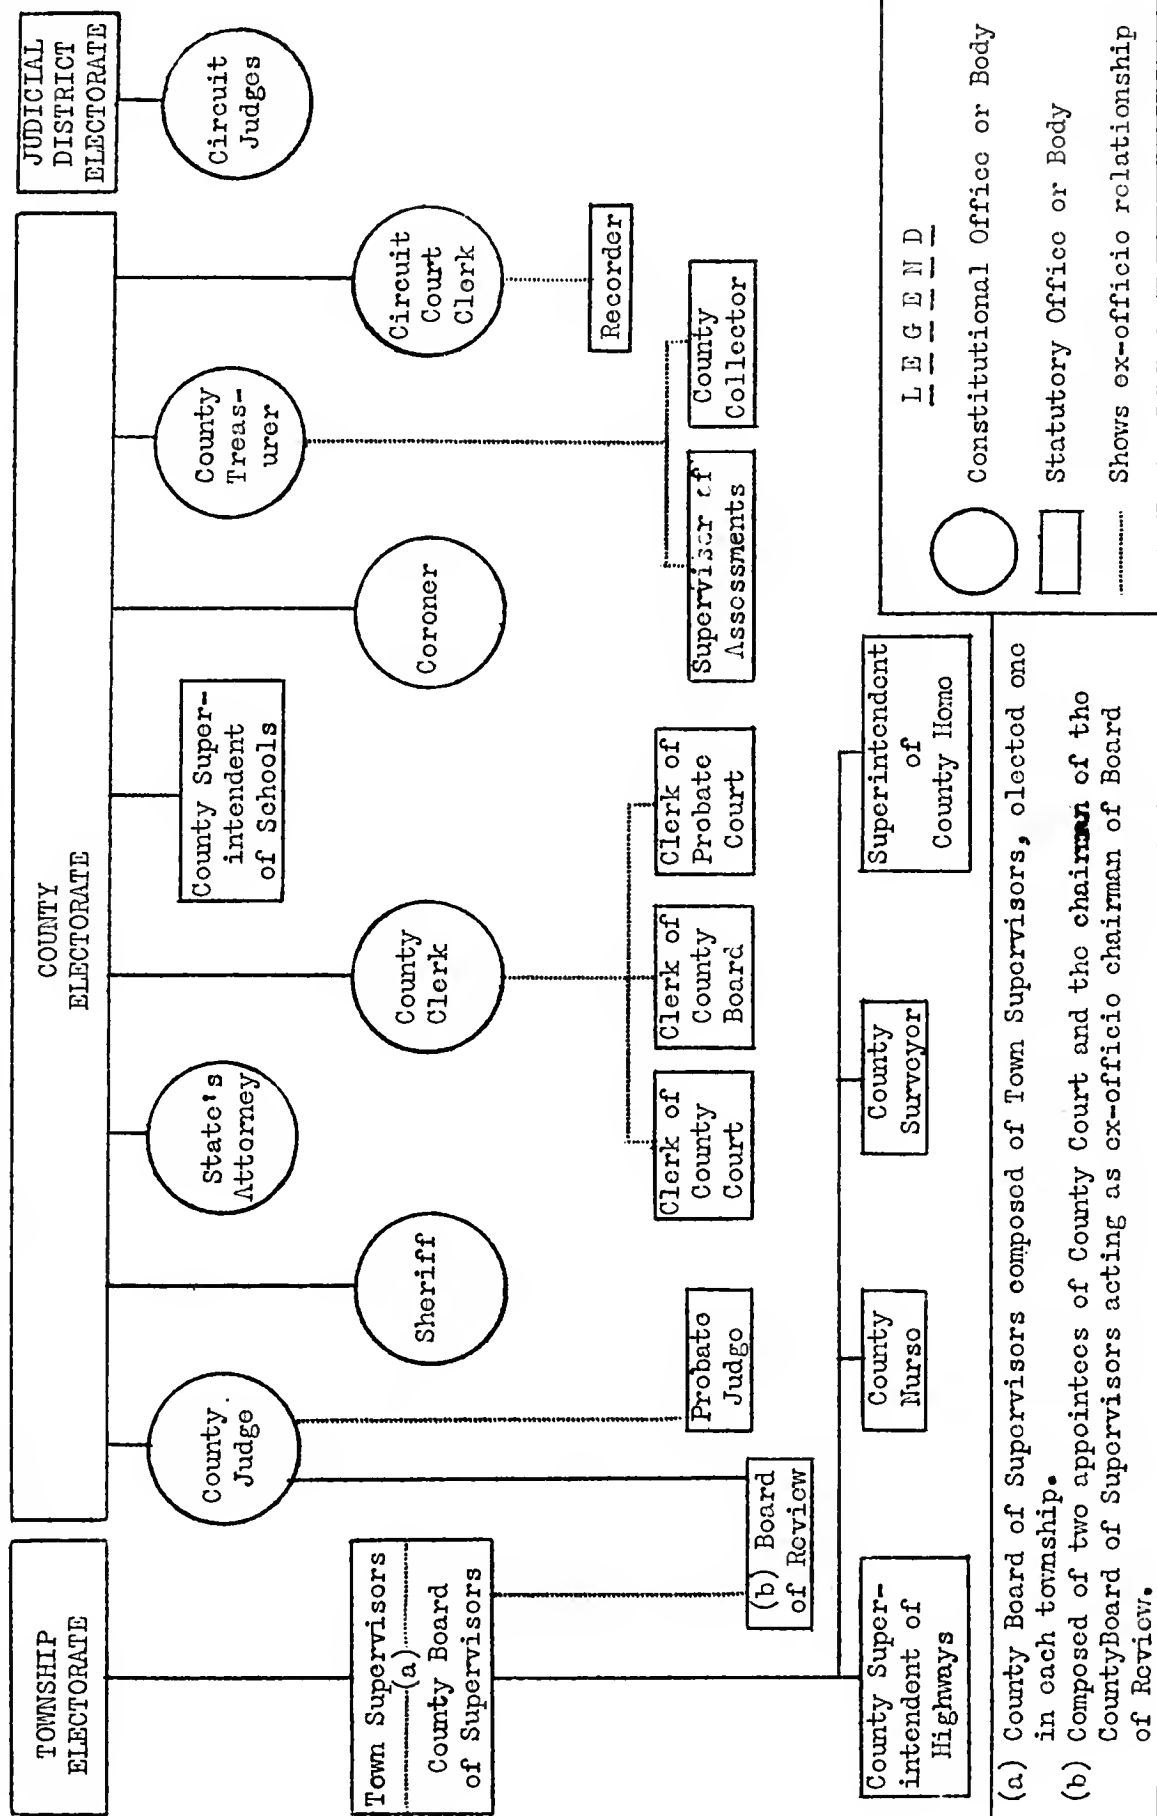 TOWNSHIP
ELECTORATE
COUNTY
ELECTORATE
JUDICIAL
DISTRICT
ELECTORATE
County
Judge
Sheriff
State's
Attorney
County
Clerk
County Super-
intendent
of Schools
Coroner
County
Treas-
urer
Circuit
Court
Clerk
Circuit
Judges
Town Supervisors
(a)
County Board
of Supervisors
(b) Board
of Review
Probate
Judge
Clerk of
County
Court
Clerk of
County
Board
Clerk of
Probate
Court
Supervisor of
Assessments
County
Collector
Recorder
County Super-
intendent of
Highways
County
Nurse
County
Surveyor
Superintendent
of
County Home
(a) County Board of Supervisors composed of Town Supervisors, elected one
in each township.
(b) Composed of two appointees of County Court and the chairman of the
CountyBoard of Supervisors acting as ex-officio chairman of Board
of Review.
LEGEND
Constitutional Office or Body
Statutory Office or Body
Shows ex-officio relationship